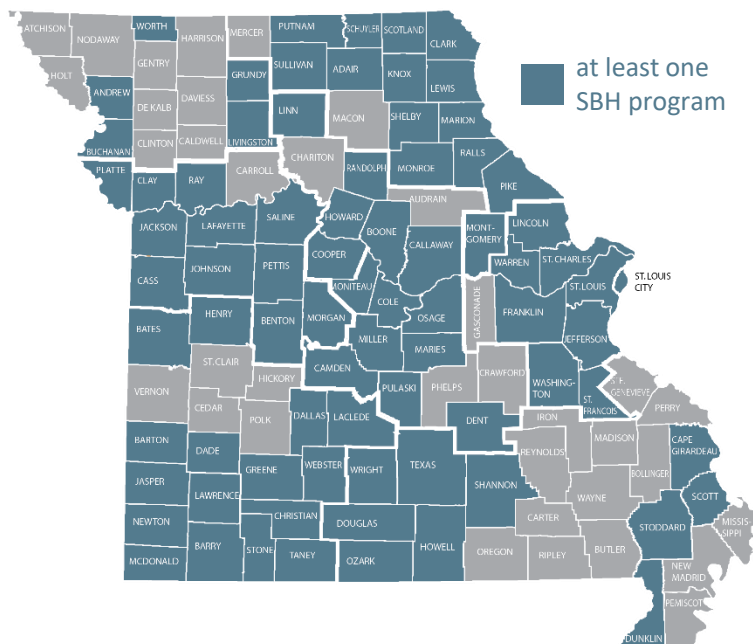 ATCHISON
NODAWAY
WORTH
HARRISON
MERCER
PUTNAM
SCHUYLER
SCOTLAND
CLARK
HOLT
GENTRY
SULLIVAN
ADAIR
KNOX
LEWIS
ANDREW
DE KALB
DAVIESS
GRUNDY
LINN
MACON
SHELBY
MARION
BUCHANAN
CLINTON
CALDWELL
LIVINGSTON
CHARITON
RANDOLPH
MONROE
RALLS
PLATTE
CLAY
RAY
CARROLL
AUDRAIN
PIKE
at least one
SBH program
JACKSON
LAFAYETTE
SALINE
HOWARD
BOONE
CALLAWAY
MONT-
GOMERY
LINCOLN
CASS
JOHNSON
PETTIS
COOPER
MONITEAU
COLE
OSAGE
GASCONADE
WARREN
ST. CHARLES
ST. LOUIS
ST. LOUIS
CITY
FRANKLIN
JEFFERSON
BATES
HENRY
BENTON
MORGAN
MILLER
MARIES
ST. CLAIR
HICKORY
CAMDEN
PULASKI
PHELPS
CRAWFORD
WASHING-
TON
ST.
FRANCOIS
STE.
GENEVIEVE
PERRY
VERNON
CEDAR
POLK
DALLAS
LACLEDE
DENT
IRON
MADISON
BOLLINGER
CAPE
GIRARDEAU
BARTON
DADE
GREENE
WEBSTER
WRIGHT
TEXAS
SHANNON
REYNOLDS
WAYNE
SCOTT
JASPER
LAWRENCE
CHRISTIAN
DOUGLAS
CARTER
STODDARD
MISSIS-
SIPPI
NEWTON
BARRY
STONE
TANEY
OZARK
HOWELL
OREGON
RIPLEY
BUTLER
NEW
MADRID
MCDONALD
PEMISCOT
DUNKLIN